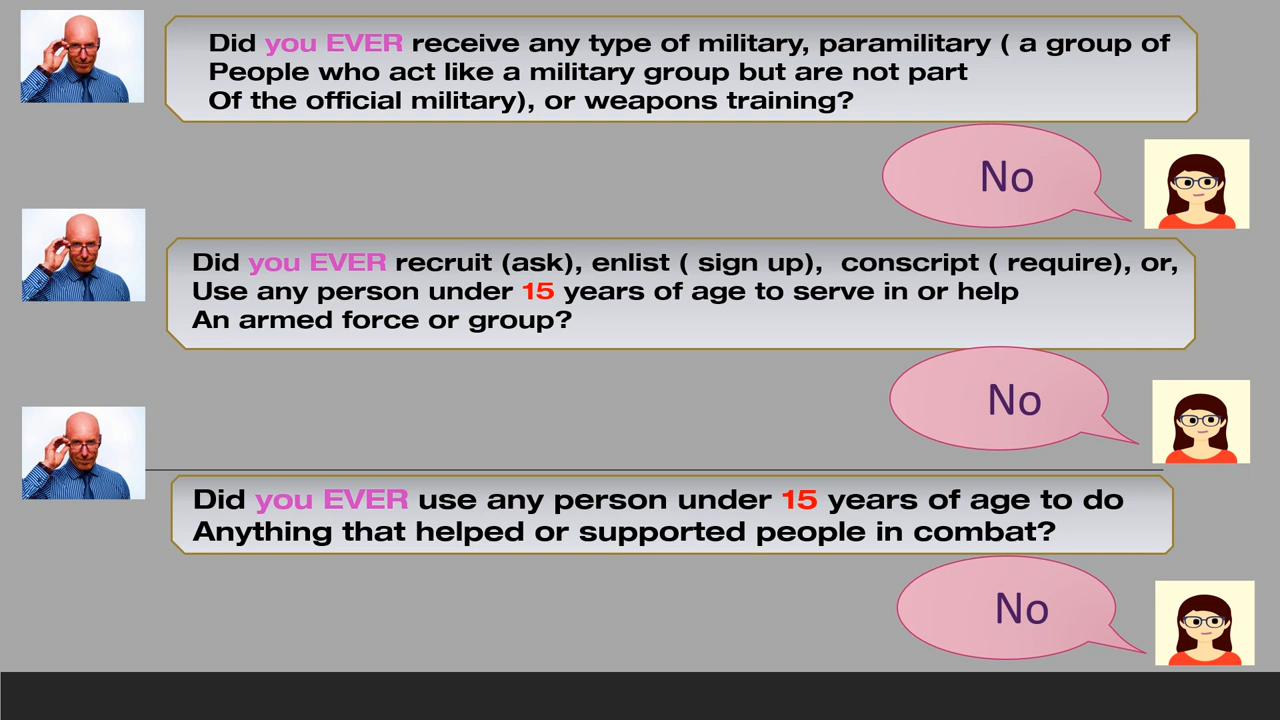 Did you EVER receive any type of military, paramilitary ( a group of
People who act like a military group but are not part
Of the official military), or weapons training?
No
Did you EVER recruit (ask), enlist ( sign up), conscript ( require), or,
Use any person under 15 years of age to serve in or help
An armed force or group?
No
Did you EVER use any person under 15 years of age to do
Anything that helped or supported people in combat?
No